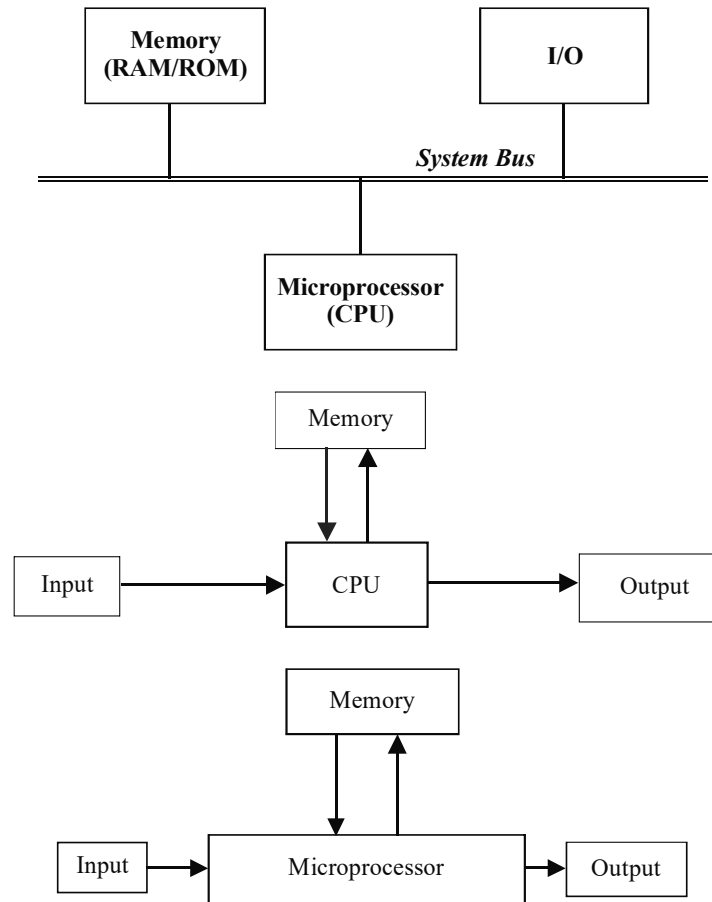 Memory
(RAM/ROM)
I/O
System Bus
Microprocessor
(CPU)
Memory
Input
CPU
Output
Memory
Input
Microprocessor
Output